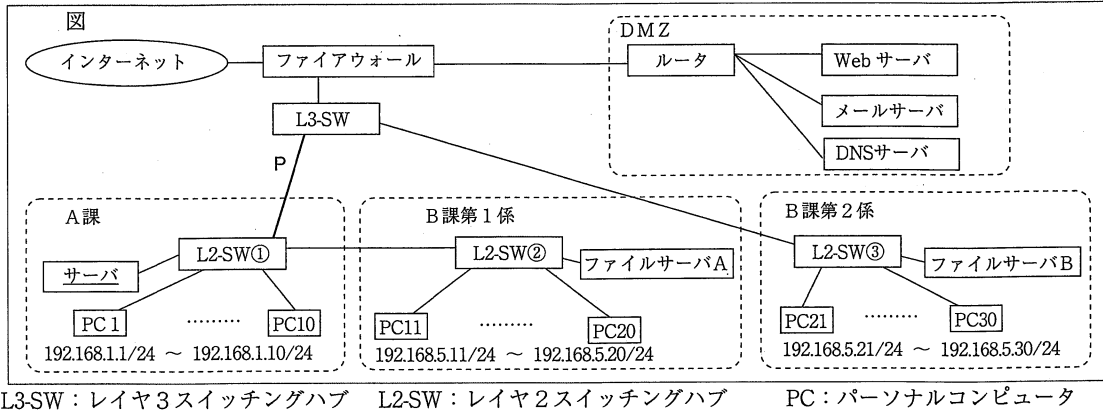 図
インターネット
ファイアウォール
DMZ
ルータ
Web サーバ
メールサーバ
DNSサーバ
L3-SW
P
A課
L2-SW①
サーバ
PC 1 ……… PC10
192.168.1.1/24 ～ 192.168.1.10/24
B課第1係
L2-SW②
ファイルサーバA
PC11 ……… PC20
192.168.5.11/24 ～ 192.168.5.20/24
B課第2係
L2-SW③
ファイルサーバB
PC21 ……… PC30
192.168.5.21/24 ～ 192.168.5.30/24
L3-SW：レイヤ3スイッチングハブ L2-SW：レイヤ2スイッチングハブ PC：パーソナルコンピュータ